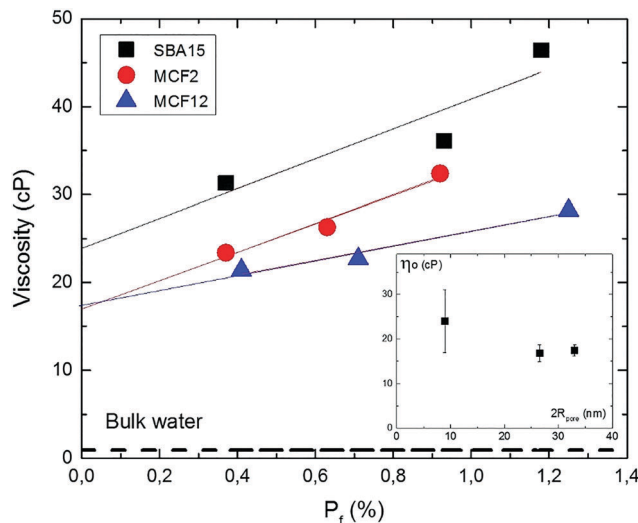 50
40
30
20
10
0
Viscosity (cP)
SBA15
MCF2
MCF12
Bulk water
0,0 0,2 0,4 0,6 0,8 1,0 1,2 1,4
P_f (%)
ηo (cP)
30
20
10
0
0 10 20 30 40
2R_pore (nm)